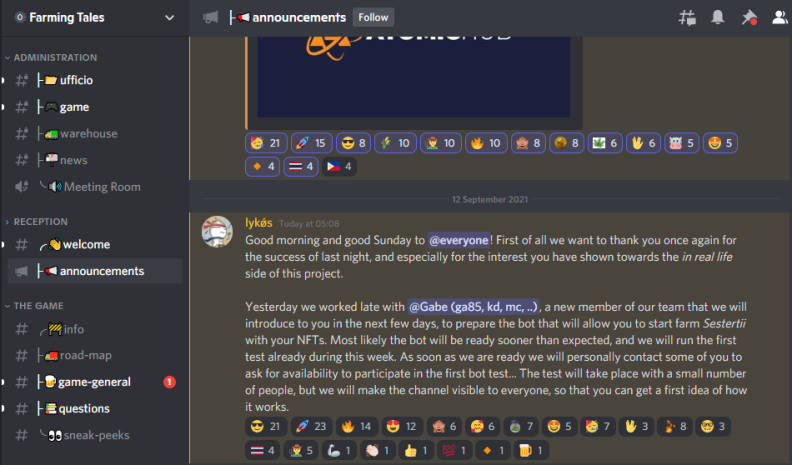 Farming Tales
announcements
Follow
ADMINISTRATION
ufficio
game
warehouse
news
Meeting Room
RECEPTION
welcome
announcements
THE GAME
info
road-map
game-general
1
questions
sneak-peeks
21 15 8 10 10 10 8 8 6 6 5 5
4 4 4
12 September 2021
lykǿs Today at 05:08
Good morning and good Sunday to @everyone! First of all we want to thank you once again for
the success of last night, and especially for the interest you have shown towards the in real life
side of this project.
Yesterday we worked late with @Gabe (ga85, kd, mc, ..), a new member of our team that we will
introduce to you in the next few days, to prepare the bot that will allow you to start farm Sestertii
with your NFTs. Most likely the bot will be ready sooner than expected, and we will run the first
test already during this week. As soon as we are ready we will personally contact some of you to
ask for availability to participate in the first bot test... The test will take place with a small number
of people, but we will make the channel visible to everyone, so that you can get a first idea of how
it works.
21 23 14 12 6 6 7 5 7 3 8 3
4 5 1 1 1 1 1 1